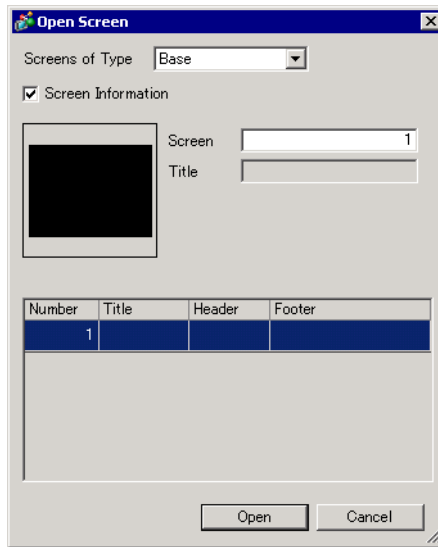 Open Screen
Screens of Type Base
Screen Information
Screen 1
Title
Number Title Header Footer
1
Open Cancel